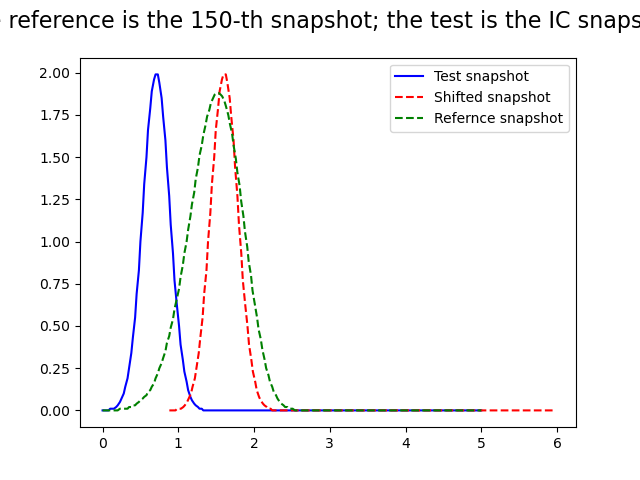 reference is the 150-th snapshot; the test is the IC snaps
Test snapshot
Shifted snapshot
Refernce snapshot
2.00
1.75
1.50
1.25
1.00
0.75
0.50
0.25
0.00
0 1 2 3 4 5 6